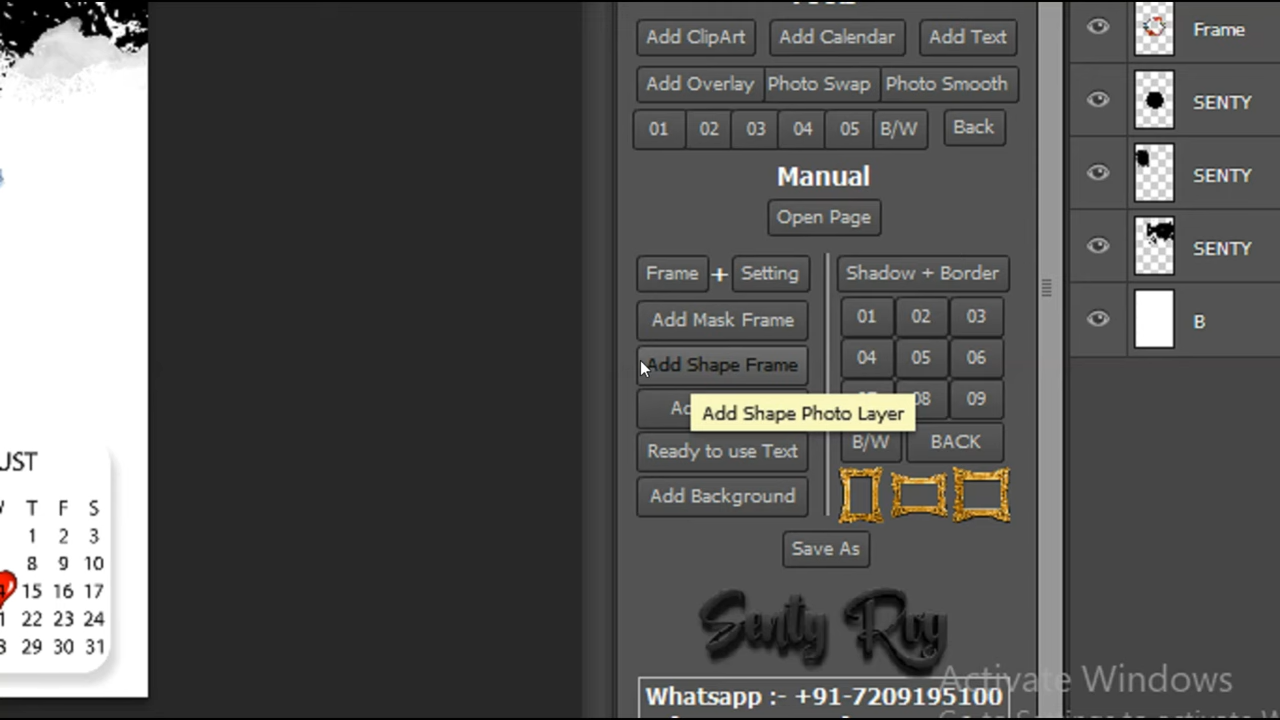 Add ClipArt Add Calendar Add Text
Frame
Add Overlay Photo Swap Photo Smooth
SENTY
01 02 03 04 05 B/W Back
Manual
SENTY
Open Page
SENTY
Frame + Setting Shadow + Border
Add Mask Frame 01 02 03
B
Add Shape Frame 04 05 06
08 09
Add Shape Photo Layer
Ready to use Text B/W BACK
Add Background
Save As
Senty Roy
Activate Windows
Whatsapp :- +91-7209195100
UST
T F S
1 2 3
8 9 10
15 16 17
22 23 24
29 30 31